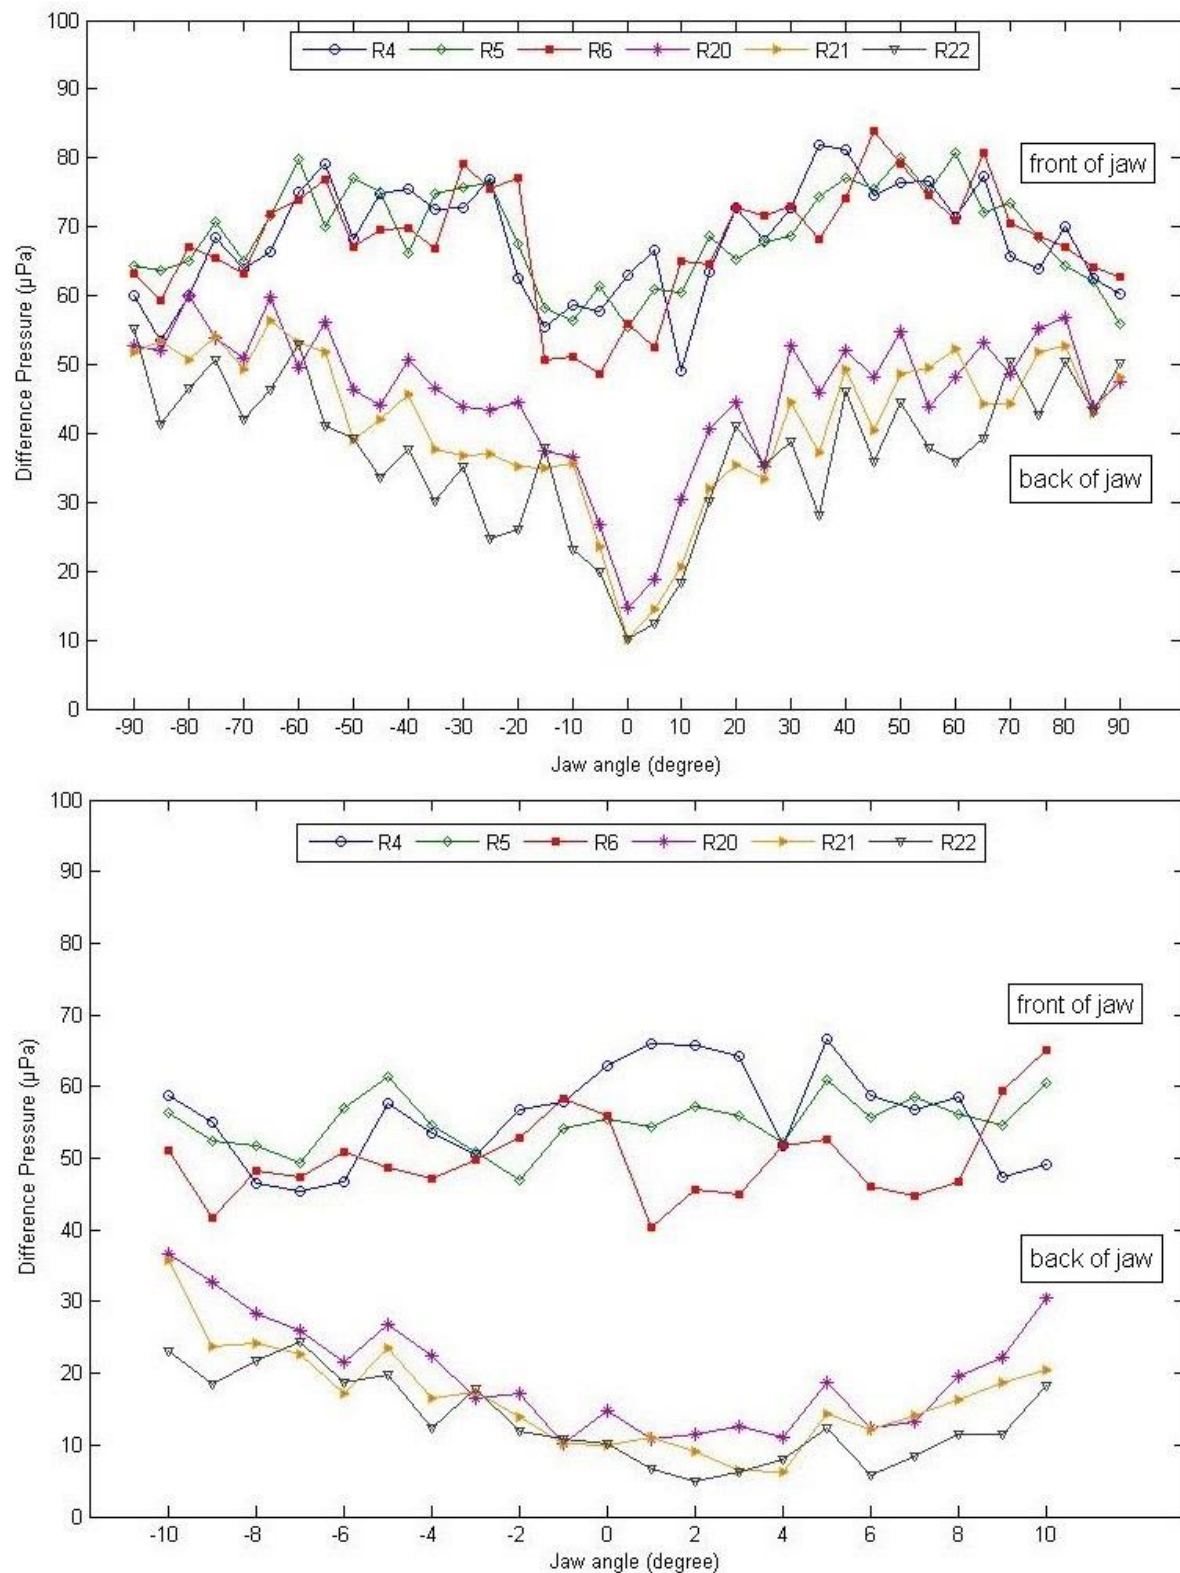 100
R4 R5 R6 R20 R21 R22
90
80
front of jaw
70
60
50
40
back of jaw
30
20
10
0
Difference Pressure (µPa)
-90 -80 -70 -60 -50 -40 -30 -20 -10 0 10 20 30 40 50 60 70 80 90
Jaw angle (degree)
100
R4 R5 R6 R20 R21 R22
90
80
70
front of jaw
60
50
40
back of jaw
30
20
10
0
Difference Pressure (µPa)
-10 -8 -6 -4 -2 0 2 4 6 8 10
Jaw angle (degree)